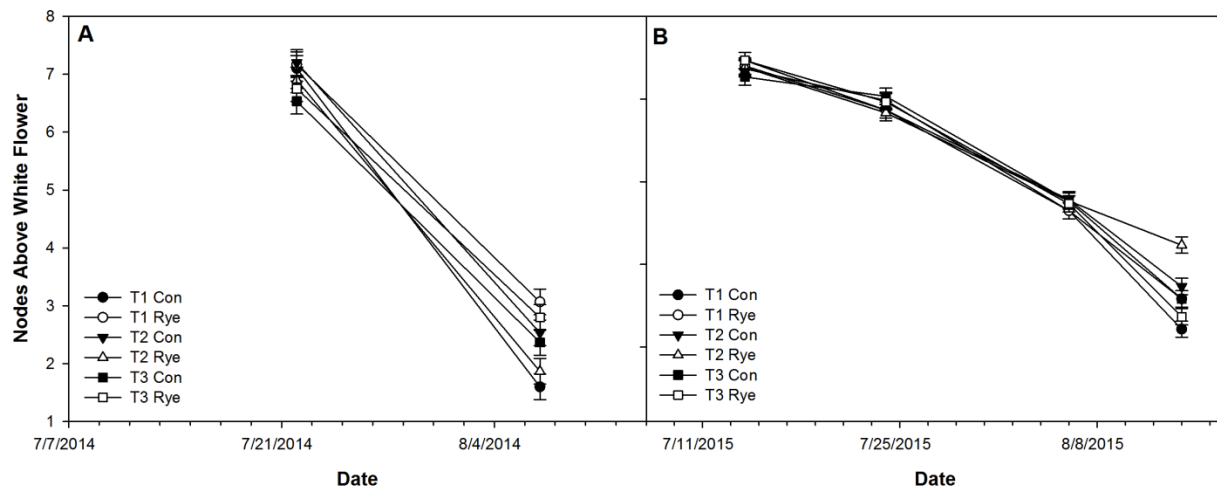 A
B
Nodes Above White Flower
8
7
6
5
4
3
2
1
T1 Con
T1 Rye
T2 Con
T2 Rye
T3 Con
T3 Rye
T1 Con
T1 Rye
T2 Con
T2 Rye
T3 Con
T3 Rye
7/7/2014 7/21/2014 8/4/2014
7/11/2015 7/25/2015 8/8/2015
Date
Date